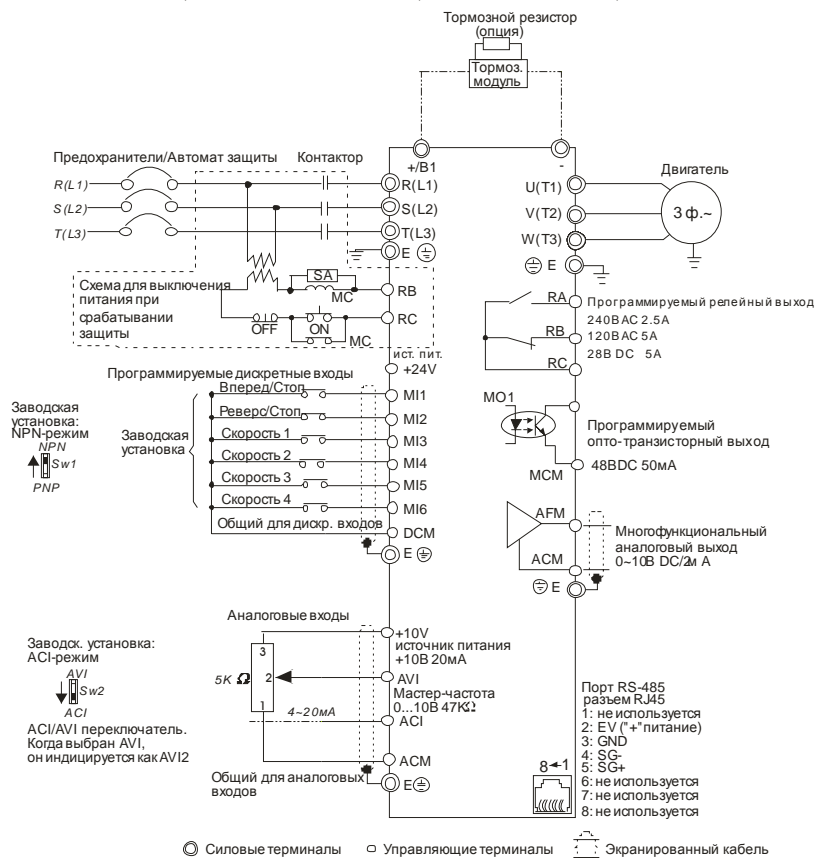 Тормозной резистор
(опция)
Тормоз.
модуль
Предохранители/Автомат защиты
Контактор
+/B1
-
Двигатель
R(L1)
R(L1)
U(T1)
S(L2)
S(L2)
V(T2)
3 ф.~
T(L3)
T(L3)
W(T3)
E
E
Схема для выключения
питания при
срабатывании
защиты
SA
MC
RB
OFF
ON
MC
RC
RA
RB
RC
Программируемый релейный выход
240BAC 2.5A
120BAC 5A
28B DC 5A
ист. пит.
+24V
Программируемые дискретные входы
Вперед/Стоп
MI1
Реверс/Стоп
MI2
Скорость 1
MI3
Скорость 2
MI4
Скорость 3
MI5
Скорость 4
MI6
Общий для дискр. входов
DCM
E
Заводская
установка
Заводская
установка:
NPN-режим
NPN
Sw1
PNP
MO1
MCM
Программируемый
опто-транзисторный выход
48BDC 50мА
AFM
ACM
E
Многофункциональный
аналоговый выход
0~10B DC/2м А
Аналоговые входы
+10V
источник питания
+10В 20мА
3
2
1
5K Ω
AVI
Мастер-частота
0...10В 47KΩ
4~20мА
ACI
ACM
Общий для аналоговых
входов
E
Заводск. установка:
ACI-режим
AVI
Sw2
ACI
ACI/AVI переключатель.
Когда выбран AVI,
он индицируется как AVI2
8
1
Порт RS-485
разъем RJ45
1: не используется
2: EV ("+"питание)
3: GND
4: SG-
5: SG+
6: не используется
7: не используется
8: не используется
Силовые терминалы
Управляющие терминалы
Экранированный кабель